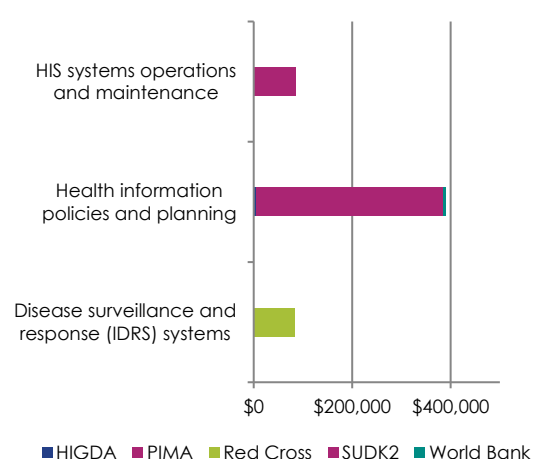 HIS systems operations
and maintenance
Health information
policies and planning
Disease surveillance and
response (IDRS) systems
$0 $200,000 $400,000
HIGDA PIMA Red Cross SUDK2 World Bank